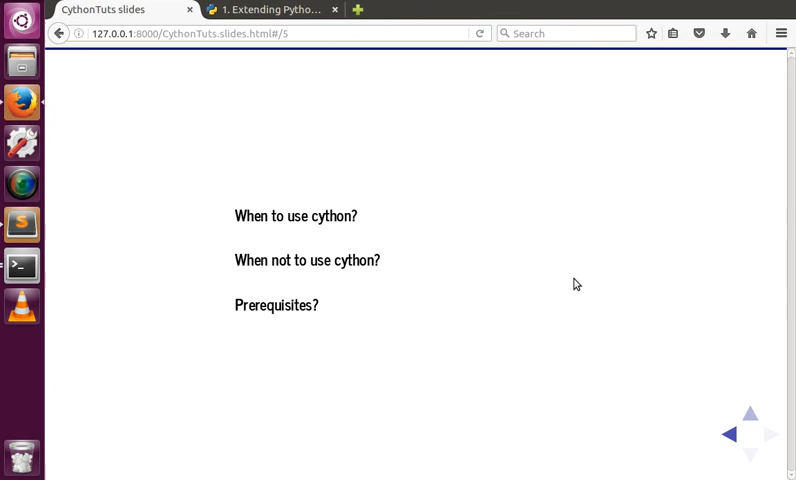 CythonTuts slides
1. Extending Pytho...
127.0.0.1:8000/CythonTuts.slides.html#/5
Search
When to use cython?
When not to use cython?
Prerequisites?